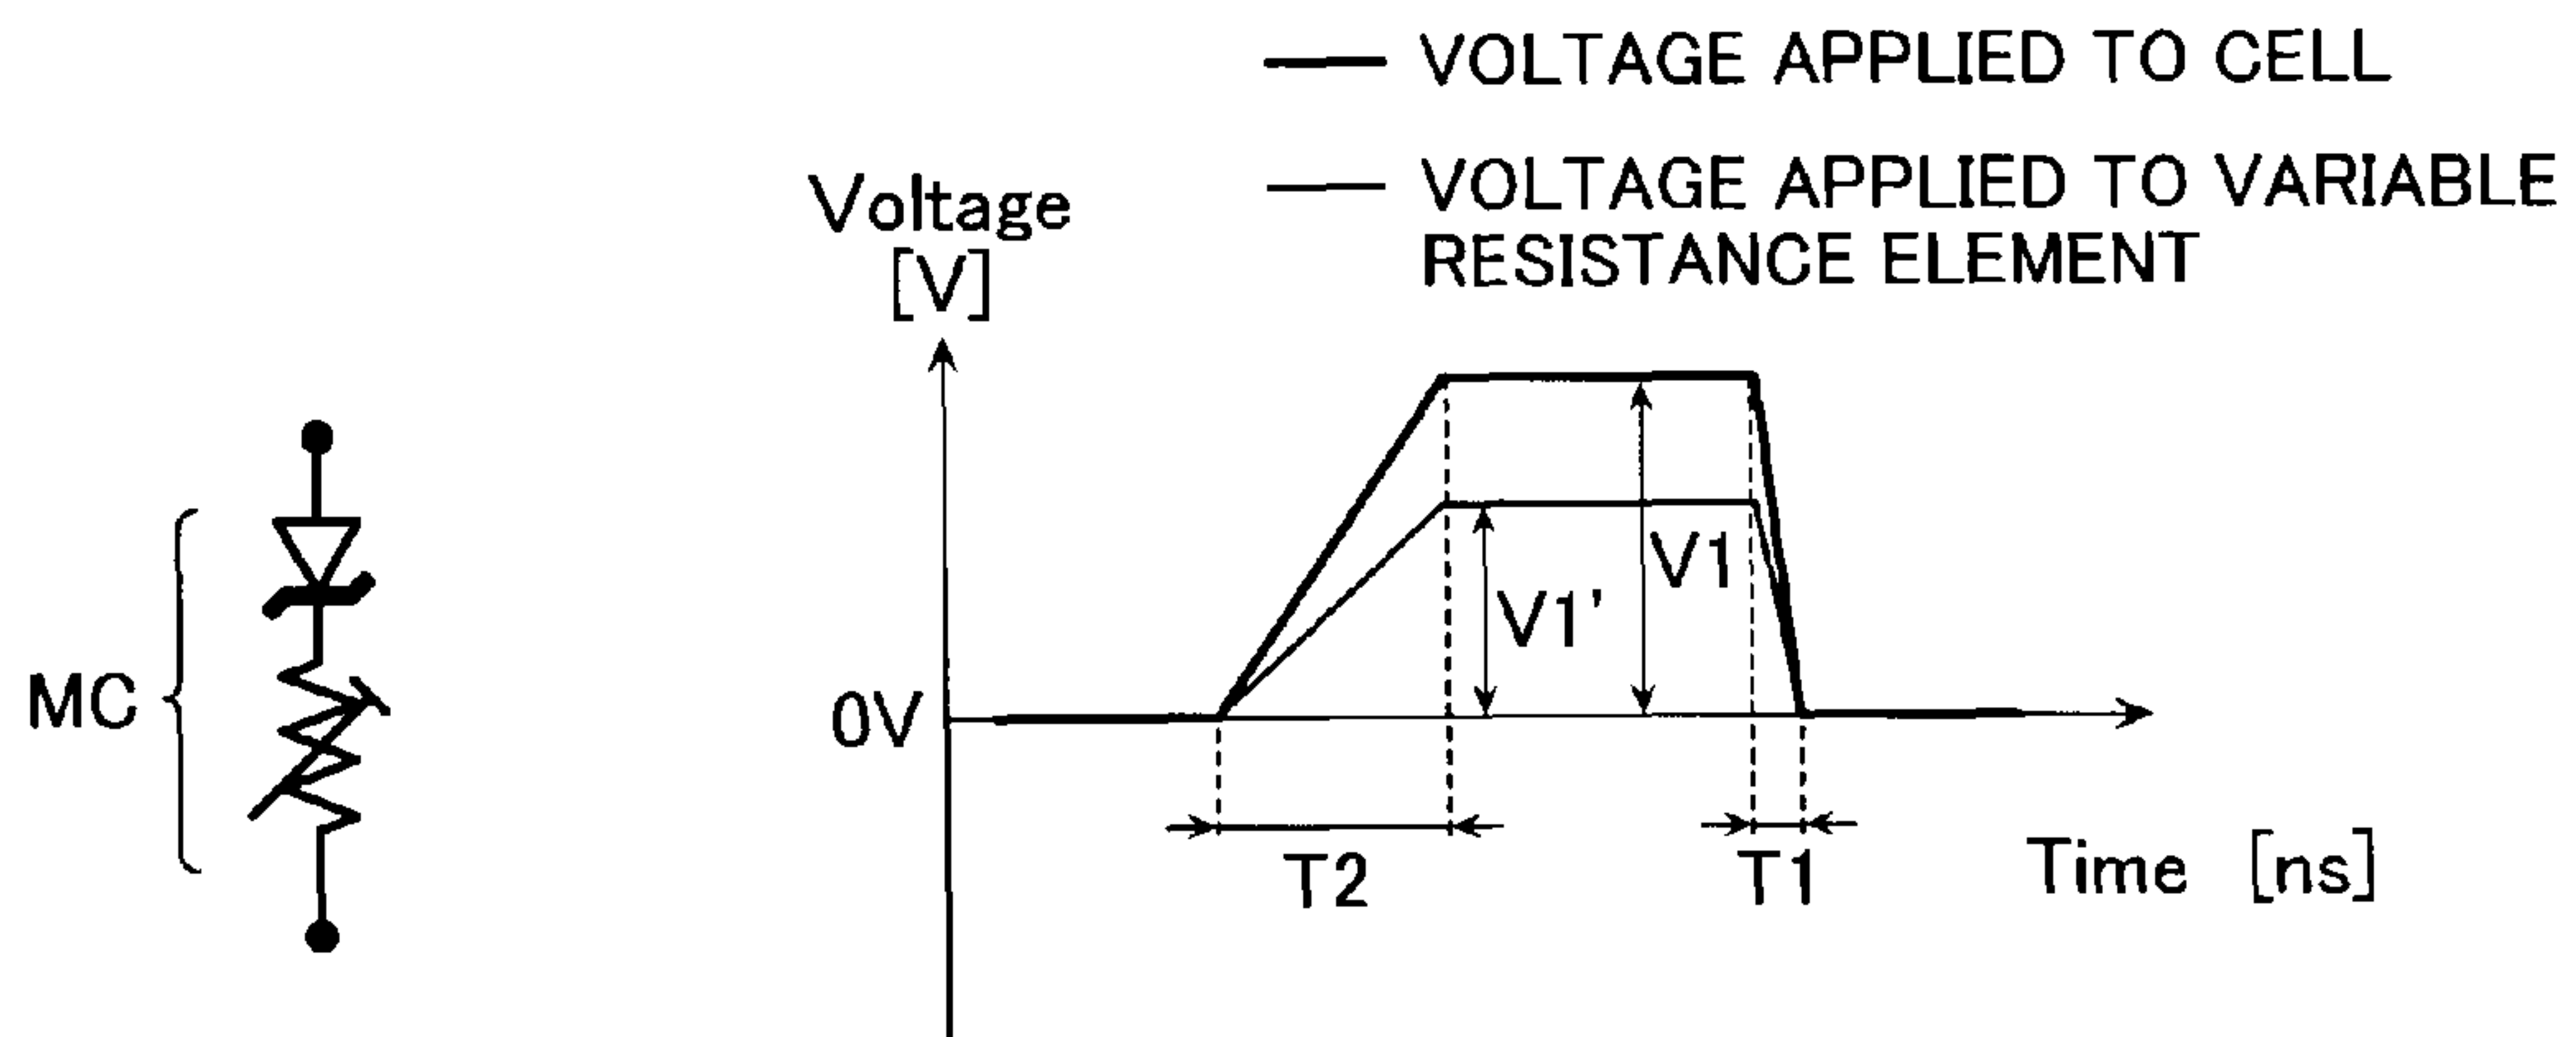 VOLTAGE APPLIED TO CELL
VOLTAGE APPLIED TO VARIABLE
RESISTANCE ELEMENT
Voltage
[V]
MC
0V
V1'
V1
T2
T1
Time [ns]